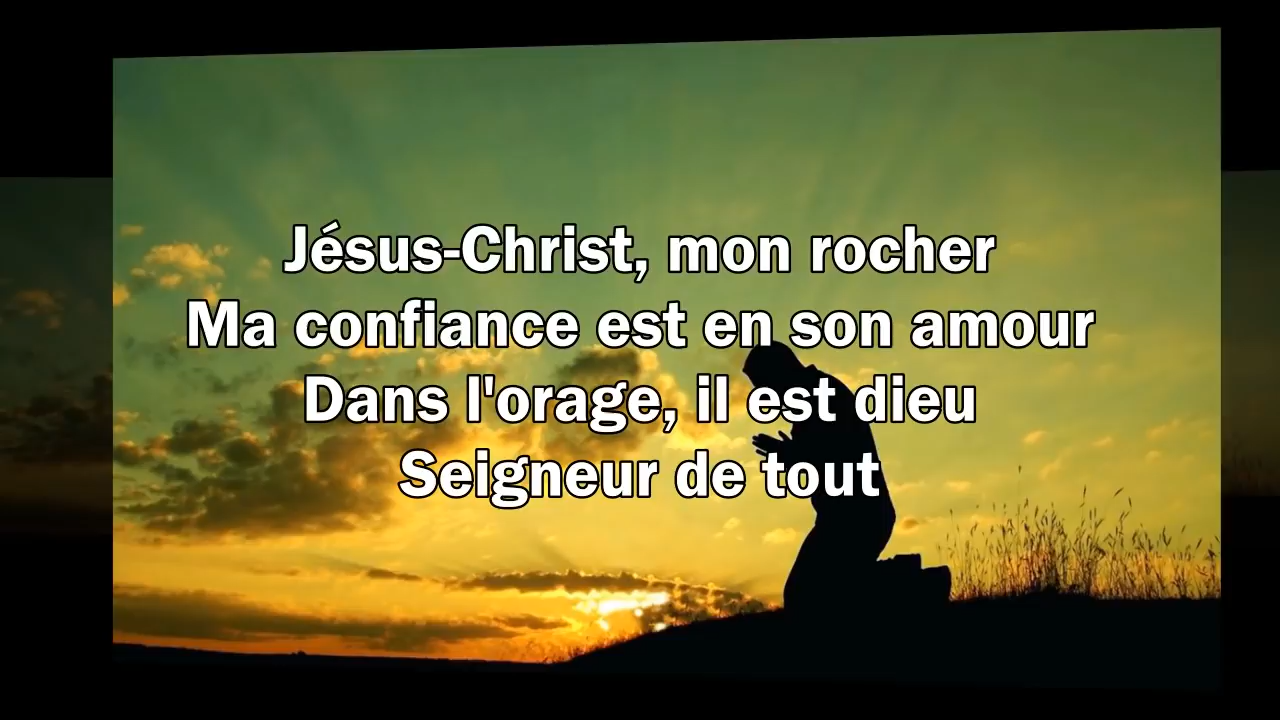 Jésus-Christ, mon rocher
Ma confiance est en son amour
Dans l'orage, il est dieu
Seigneur de tout